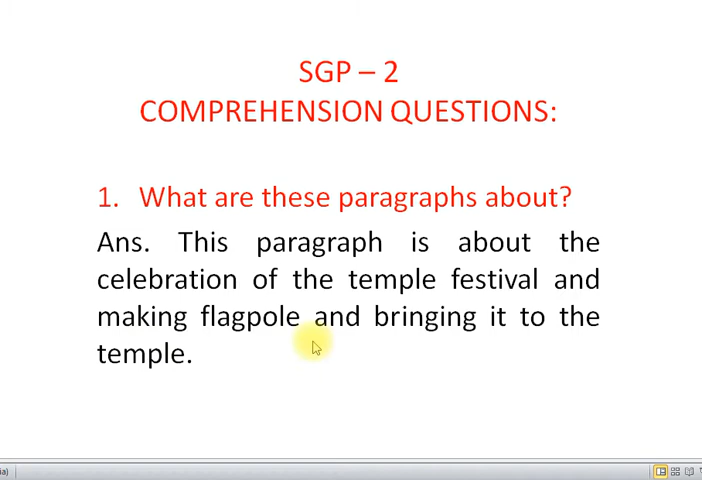 SGP – 2
COMPREHENSION QUESTIONS:
1. What are these paragraphs about?
Ans. This paragraph is about the
celebration of the temple festival and
making flagpole and bringing it to the
temple.
ia)